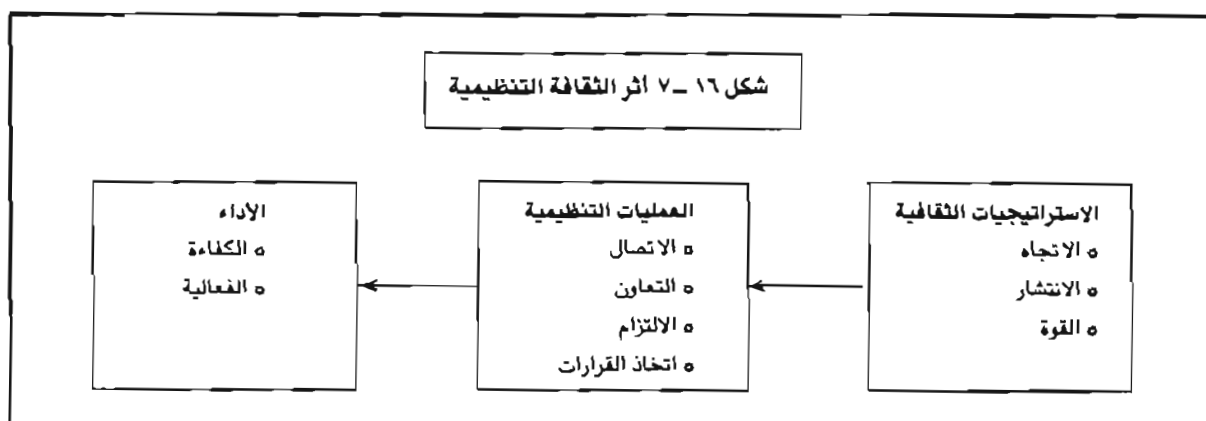 شكل ١٦ – ٧ أثر الثقافة التنظيمية
الاستراتيجيات الثقافية
o الاتجاه
o الانتشار
o القوة
العمليات التنظيمية
o الاتصال
o التعاون
o الالتزام
o اتخاذ القرارات
الأداء
o الكفاءة
o الفعالية